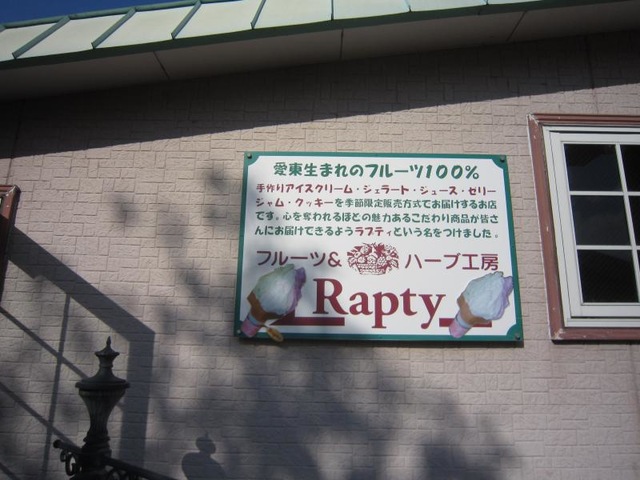 愛東生まれのフルーツ100%
手作りアイスクリーム・ジェラート・ジュース・ゼリー
ジャム・クッキーを季節限定販売方式でお届けするお店
です。心を奪われるほどの魅力あるこだわり商品が皆さ
んにお届けできるようラプティという名をつけました。
フルーツ& ハーブ工房
Rapty